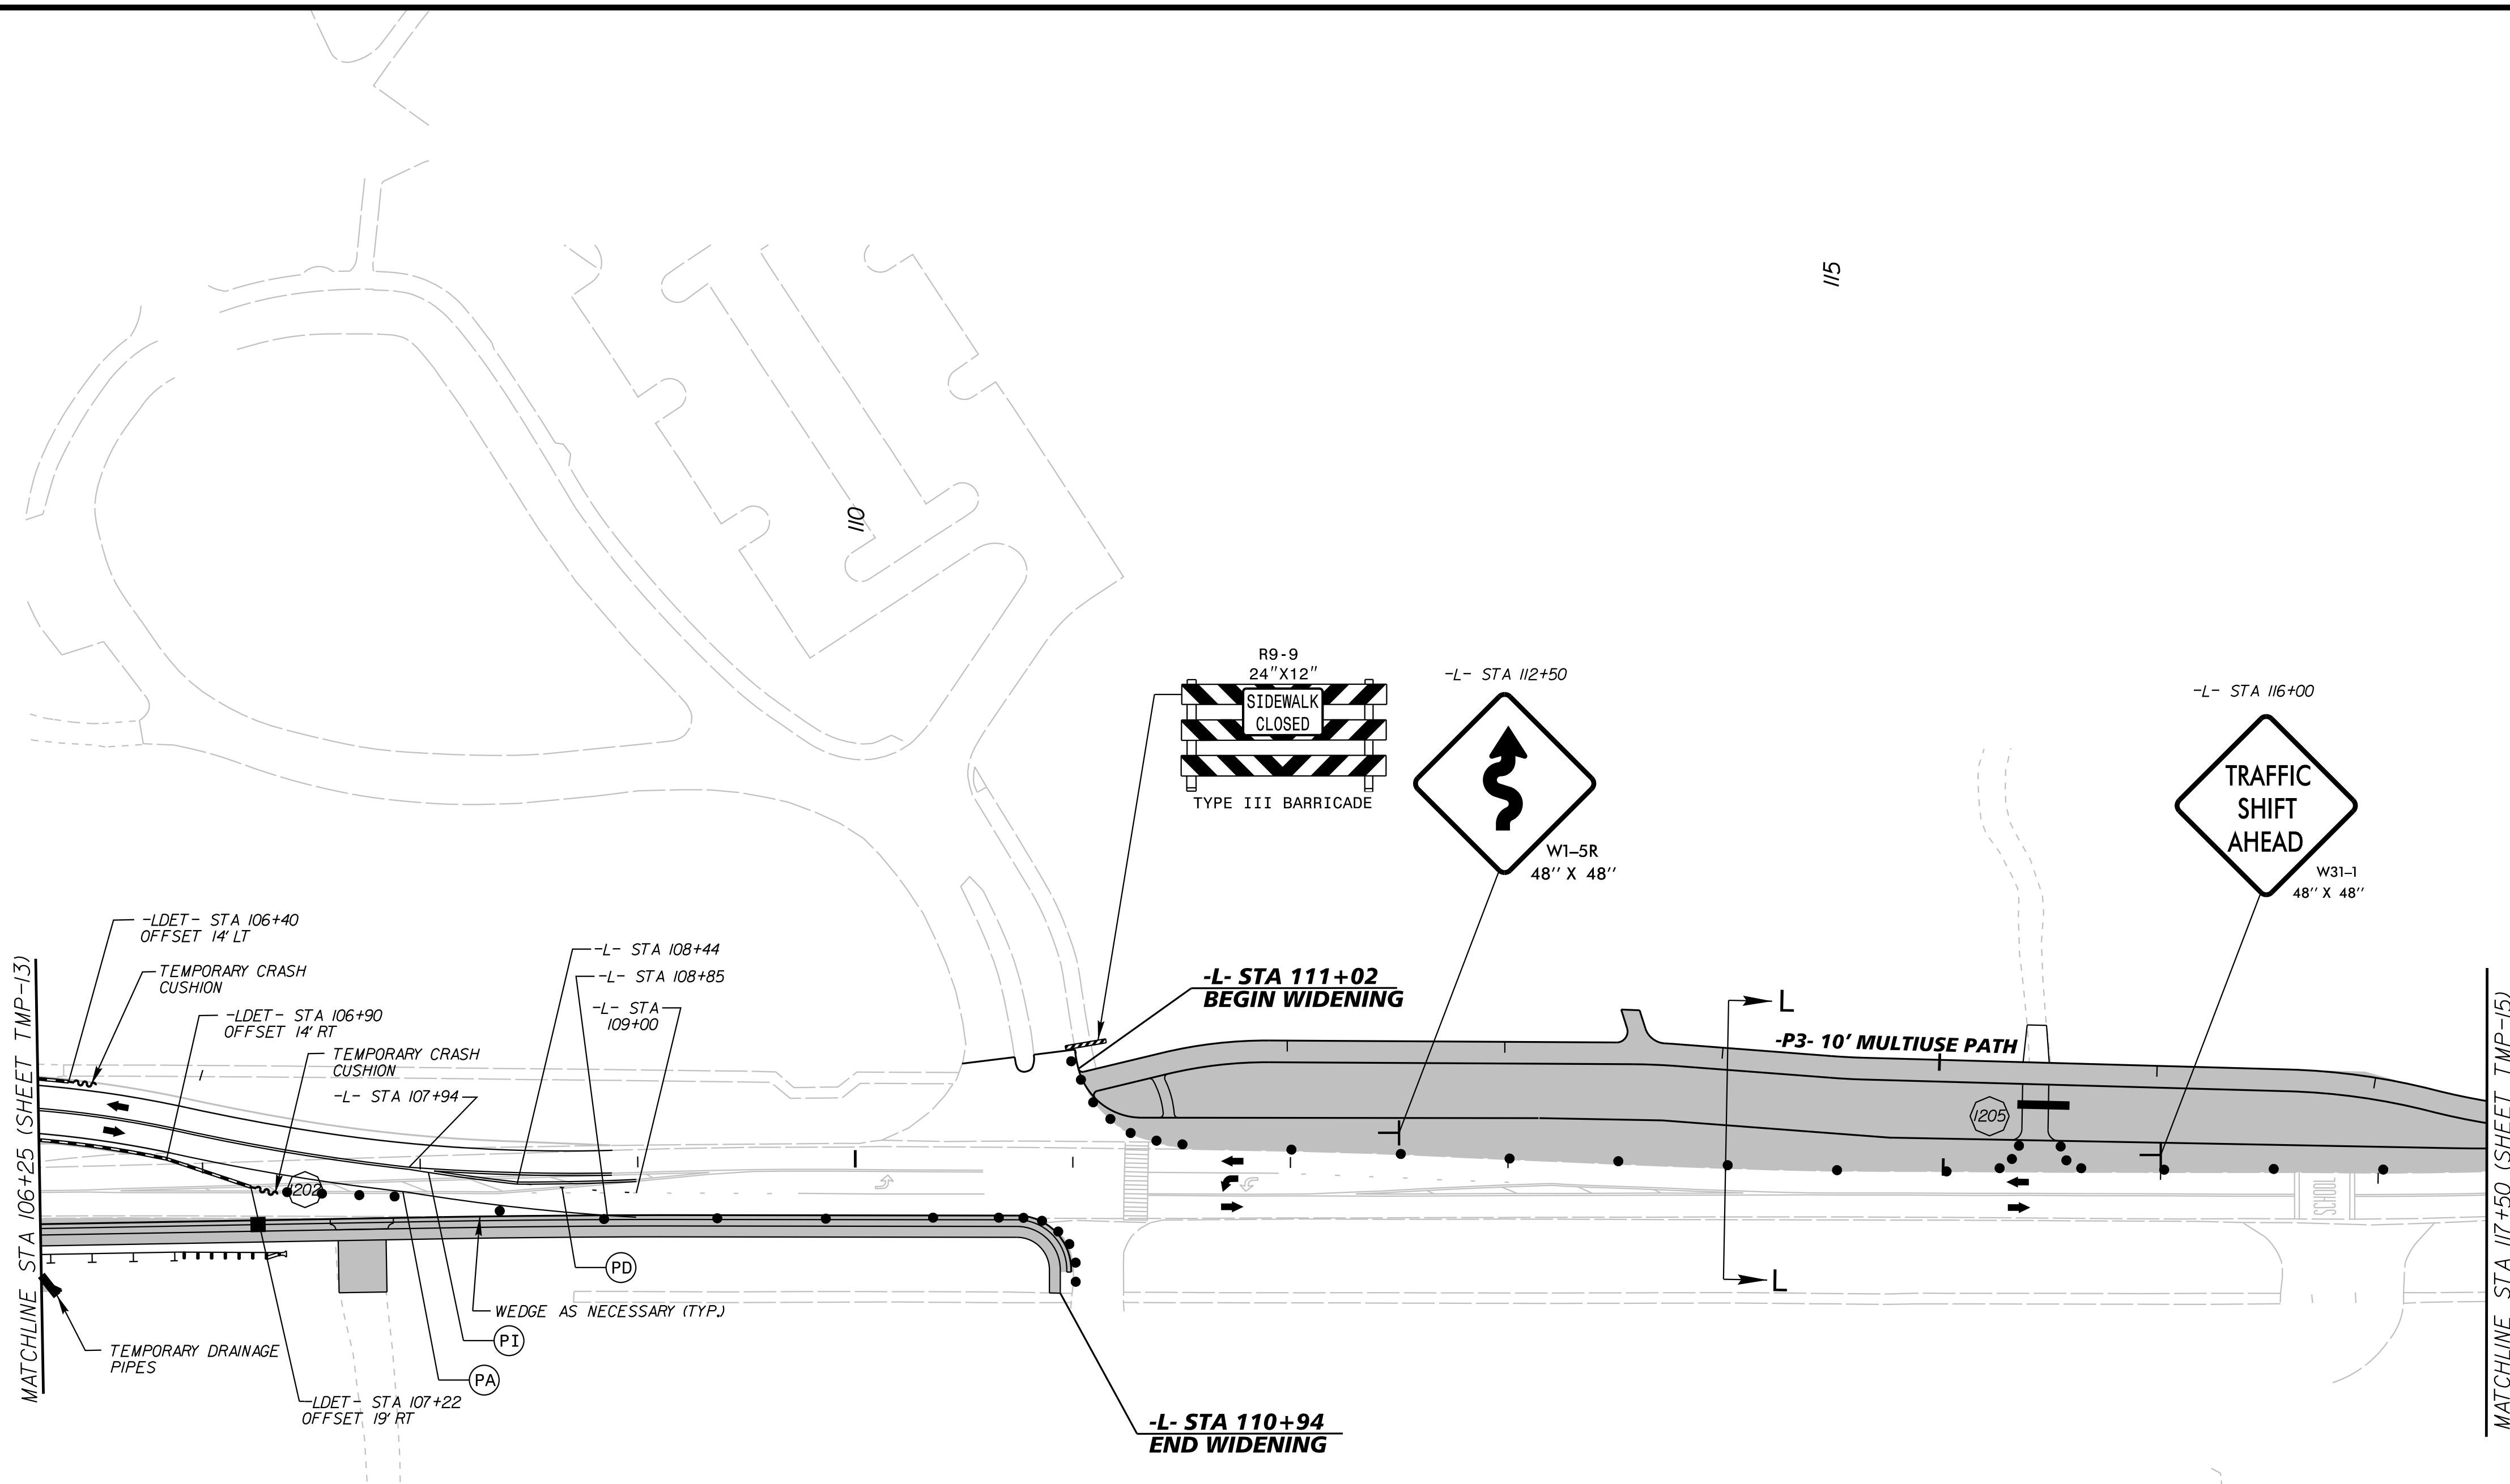 115
110
R9-9
24"X12"
SIDEWALK
CLOSED
TYPE III BARRICADE
-L- STA 112+50
W1-5R
48'' X 48''
-L- STA 116+00
TRAFFIC
SHIFT
AHEAD
W31-1
48'' X 48''
-LDET- STA 106+40
OFFSET 14' LT
TEMPORARY CRASH
CUSHION
-LDET- STA 106+90
OFFSET 14' RT
TEMPORARY CRASH
CUSHION
-L- STA 107+94
-L- STA 108+44
-L- STA 108+85
-L- STA
109+00
-L- STA 111+02
BEGIN WIDENING
L
-P3- 10' MULTIUSE PATH
1205
1202
SCHOOL
L
PD
WEDGE AS NECESSARY (TYP.)
PI
PA
TEMPORARY DRAINAGE
PIPES
-LDET- STA 107+22
OFFSET 19' RT
-L- STA 110+94
END WIDENING
MATCHLINE STA 106+25 (SHEET TMP-13)
MATCHLINE STA 117+50 (SHEET TMP-15)